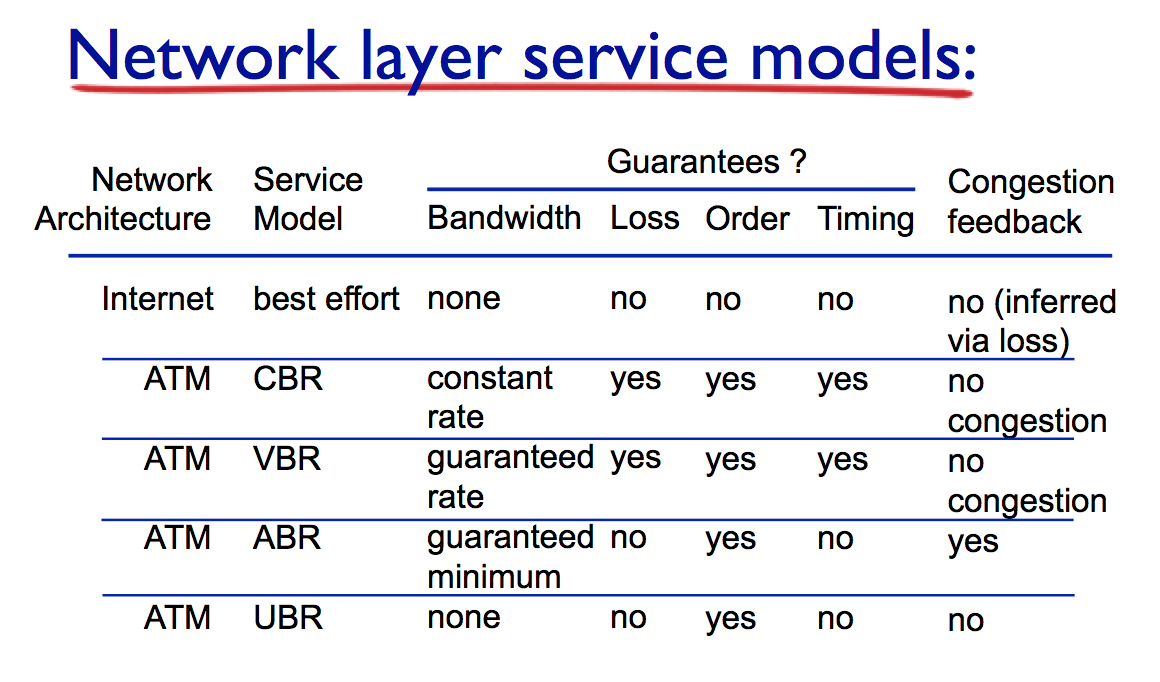 Network layer service models:
Guarantees ?
Network Architecture Service Model Bandwidth Loss Order Timing Congestion feedback
Internet best effort none no no no no (inferred via loss)
ATM CBR constant rate yes yes yes no congestion
ATM VBR guaranteed rate yes yes yes no congestion
ATM ABR guaranteed minimum no yes no yes
ATM UBR none no yes no no